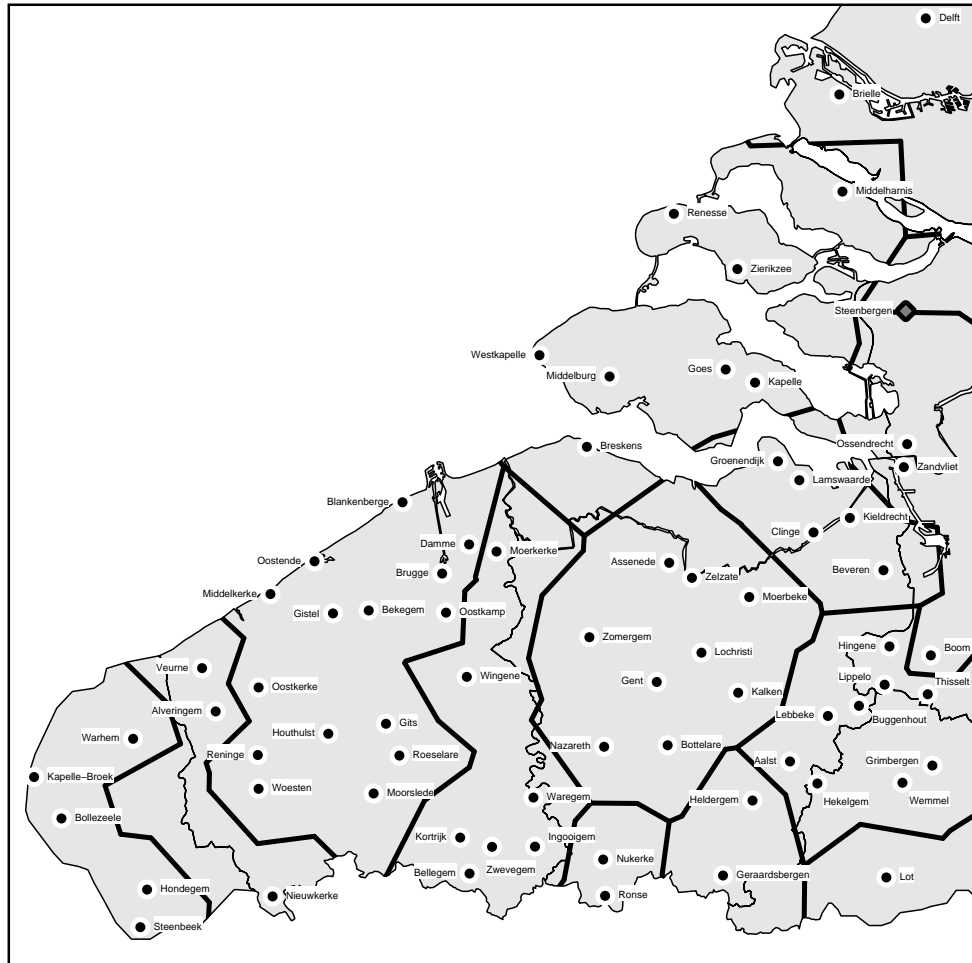 Delft
Brielle
Middelharnis
Renesse
Zierikzee
Steenbergen
Westkapelle
Middelburg
Goes
Kapelle
Breskens
Ossendrecht
Groenendijk
Zandvliet
Lamswaarde
Blankenberge
Kieldrecht
Clinge
Damme
Moerkerke
Oostende
Assenede
Brugge
Zelzate
Beveren
Middelkerke
Moerbeke
Gistel
Bekegem
Oostkamp
Zomergem
Hingene
Lochristi
Boom
Veurne
Wingene
Gent
Lippelo
Oostkerke
Kalken
Thisselt
Alveringem
Lebbeke
Buggenhout
Gits
Houthulst
Warhem
Nazareth
Bottelare
Reninge
Roeselare
Aalst
Grimbergen
Kapelle–Broek
Woesten
Moorslede
Waregem
Heldergem
Hekelgem
Wemmel
Bollezeele
Kortrijk
Ingooigem
Nukerke
Bellegem
Zwevegem
Geraardsbergen
Lot
Hondegem
Nieuwkerke
Ronse
Steenbeek